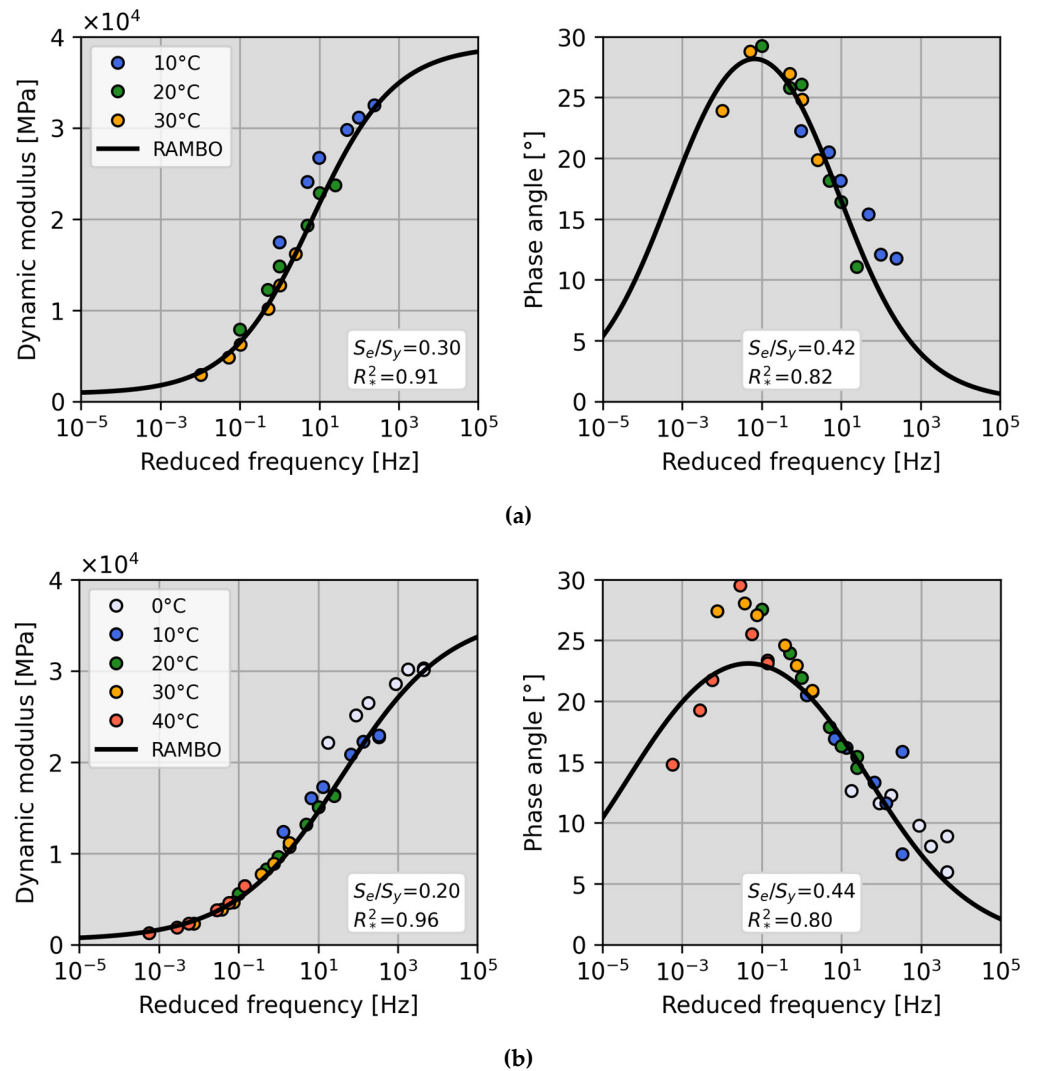 ×10⁴
Dynamic modulus [MPa]
4
3
2
1
0
10°C
20°C
30°C
RAMBO
Sₑ/Sᵧ=0.30
R²*=0.91
10⁻⁵ 10⁻³ 10⁻¹ 10¹ 10³ 10⁵
Reduced frequency [Hz]
Phase angle [°]
30
25
20
15
10
5
0
Sₑ/Sᵧ=0.42
R²*=0.82
10⁻⁵ 10⁻³ 10⁻¹ 10¹ 10³ 10⁵
Reduced frequency [Hz]
(a)
×10⁴
Dynamic modulus [MPa]
4
3
2
1
0
0°C
10°C
20°C
30°C
40°C
RAMBO
Sₑ/Sᵧ=0.20
R²*=0.96
10⁻⁵ 10⁻³ 10⁻¹ 10¹ 10³ 10⁵
Reduced frequency [Hz]
Phase angle [°]
30
25
20
15
10
5
0
Sₑ/Sᵧ=0.44
R²*=0.80
10⁻⁵ 10⁻³ 10⁻¹ 10¹ 10³ 10⁵
Reduced frequency [Hz]
(b)